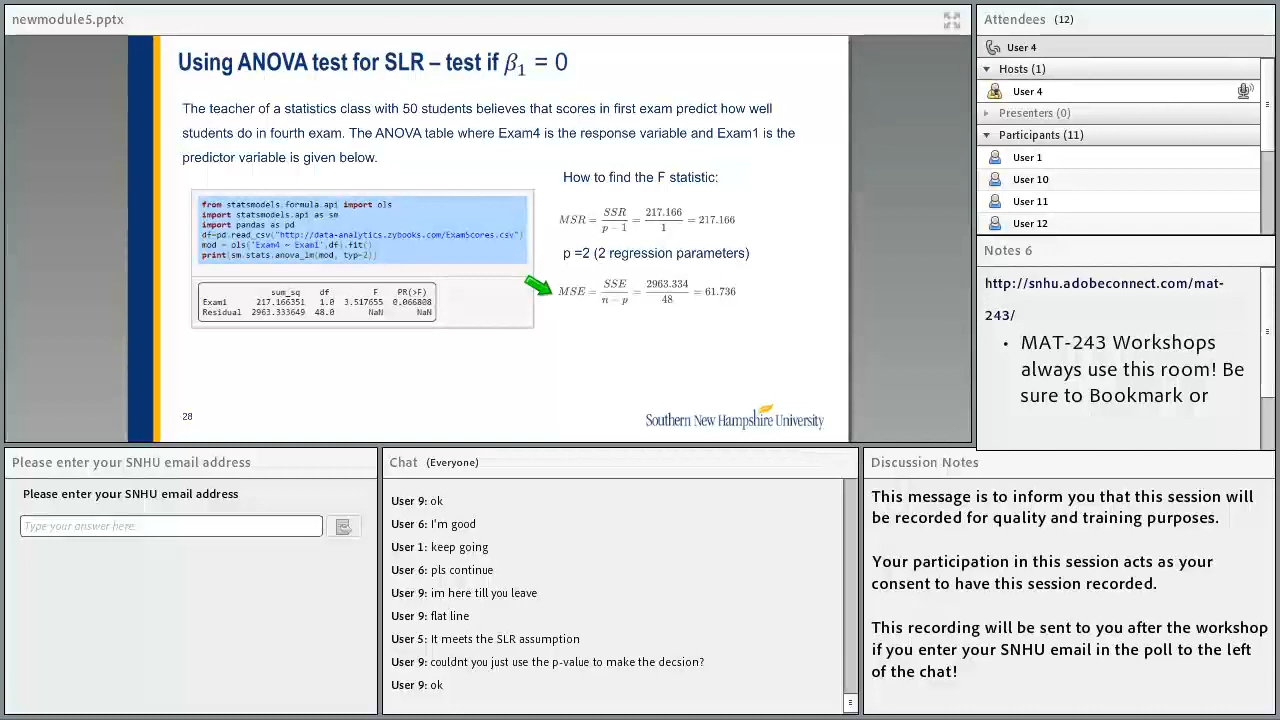 newmodule5.pptx
Using ANOVA test for SLR – test if β₁ = 0
The teacher of a statistics class with 50 students believes that scores in first exam predict how well
students do in fourth exam. The ANOVA table where Exam4 is the response variable and Exam1 is the
predictor variable is given below.
from statsmodels.formula.api import ols
import statsmodels.api as sm
import pandas as pd
df=pd.read_csv("http://data-analytics.zybooks.com/ExamScores.csv")
mod = ols('Exam4 ~ Exam1',df).fit()
print(sm.stats.anova_lm(mod, typ=2))
sum_sq df F PR(>F)
Exam1 217.166351 1.0 3.517655 0.066808
Residual 2963.333649 48.0 NaN NaN
How to find the F statistic:
MSR = SSR/(p − 1) = 217.166/1 = 217.166
p =2 (2 regression parameters)
MSE = SSE/(n − p) = 2963.334/48 = 61.736
28
Southern New Hampshire University
Attendees (12)
User 4
Hosts (1)
User 4
Presenters (0)
Participants (11)
User 1
User 10
User 11
User 12
Notes 6
http://snhu.adobeconnect.com/mat-
243/
• MAT-243 Workshops
always use this room! Be
sure to Bookmark or
Please enter your SNHU email address
Please enter your SNHU email address
Type your answer here.
Chat (Everyone)
User 9: ok
User 6: I'm good
User 1: keep going
User 6: pls continue
User 9: im here till you leave
User 9: flat line
User 5: It meets the SLR assumption
User 9: couldnt you just use the p-value to make the decsion?
User 9: ok
Discussion Notes
This message is to inform you that this session will
be recorded for quality and training purposes.
Your participation in this session acts as your
consent to have this session recorded.
This recording will be sent to you after the workshop
if you enter your SNHU email in the poll to the left
of the chat!